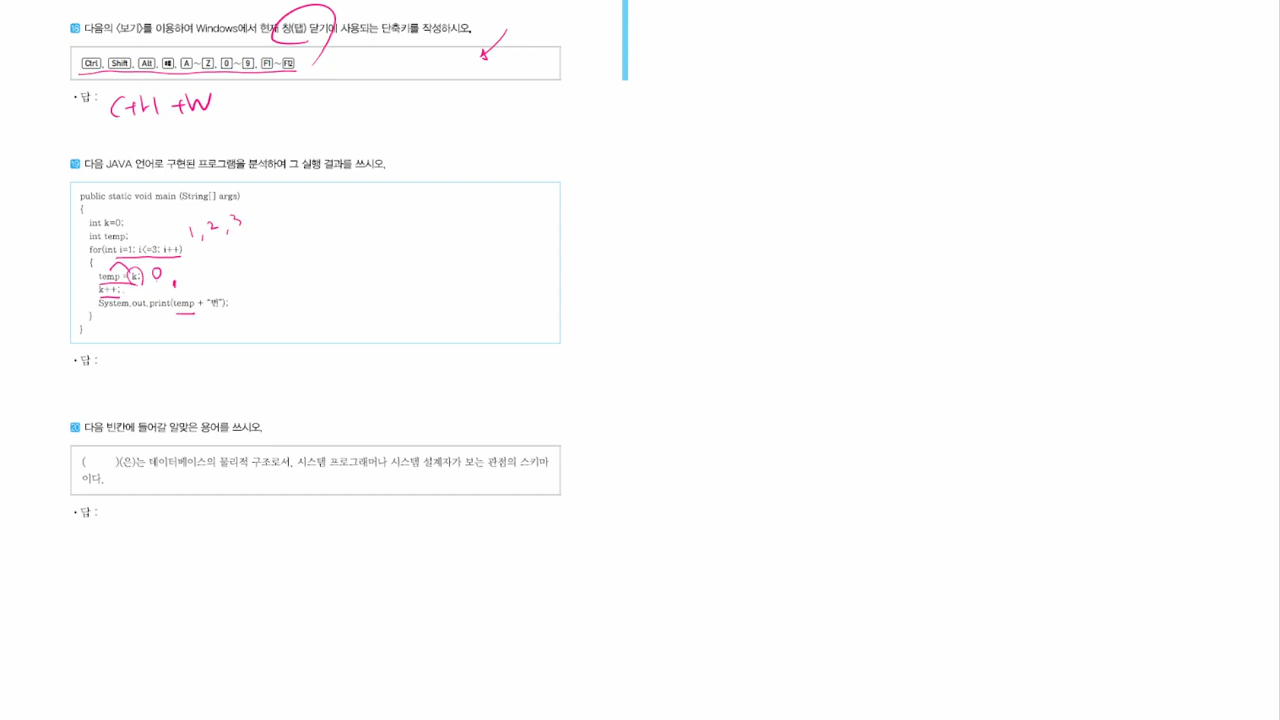 18 다음의 〈보기〉를 이용하여 Windows에서 현재 창(탭) 닫기에 사용되는 단축키를 작성하시오.
Ctrl, Shift, Alt, ⊞, A ~ Z, 0 ~ 9, F1 ~ F12
• 답 : Ctrl + W
19 다음 JAVA 언어로 구현된 프로그램을 분석하여 그 실행 결과를 쓰시오.
public static void main (String[] args)
{
int k=0;
int temp;
for(int i=1; i<=3; i++) 1, 2, 3
{
temp = k; 0
k++;
System.out.print(temp + "번");
}
}
• 답 :
20 다음 빈칸에 들어갈 알맞은 용어를 쓰시오.
( )(은)는 데이터베이스의 물리적 구조로서, 시스템 프로그래머나 시스템 설계자가 보는 관점의 스키마
이다.
• 답 :